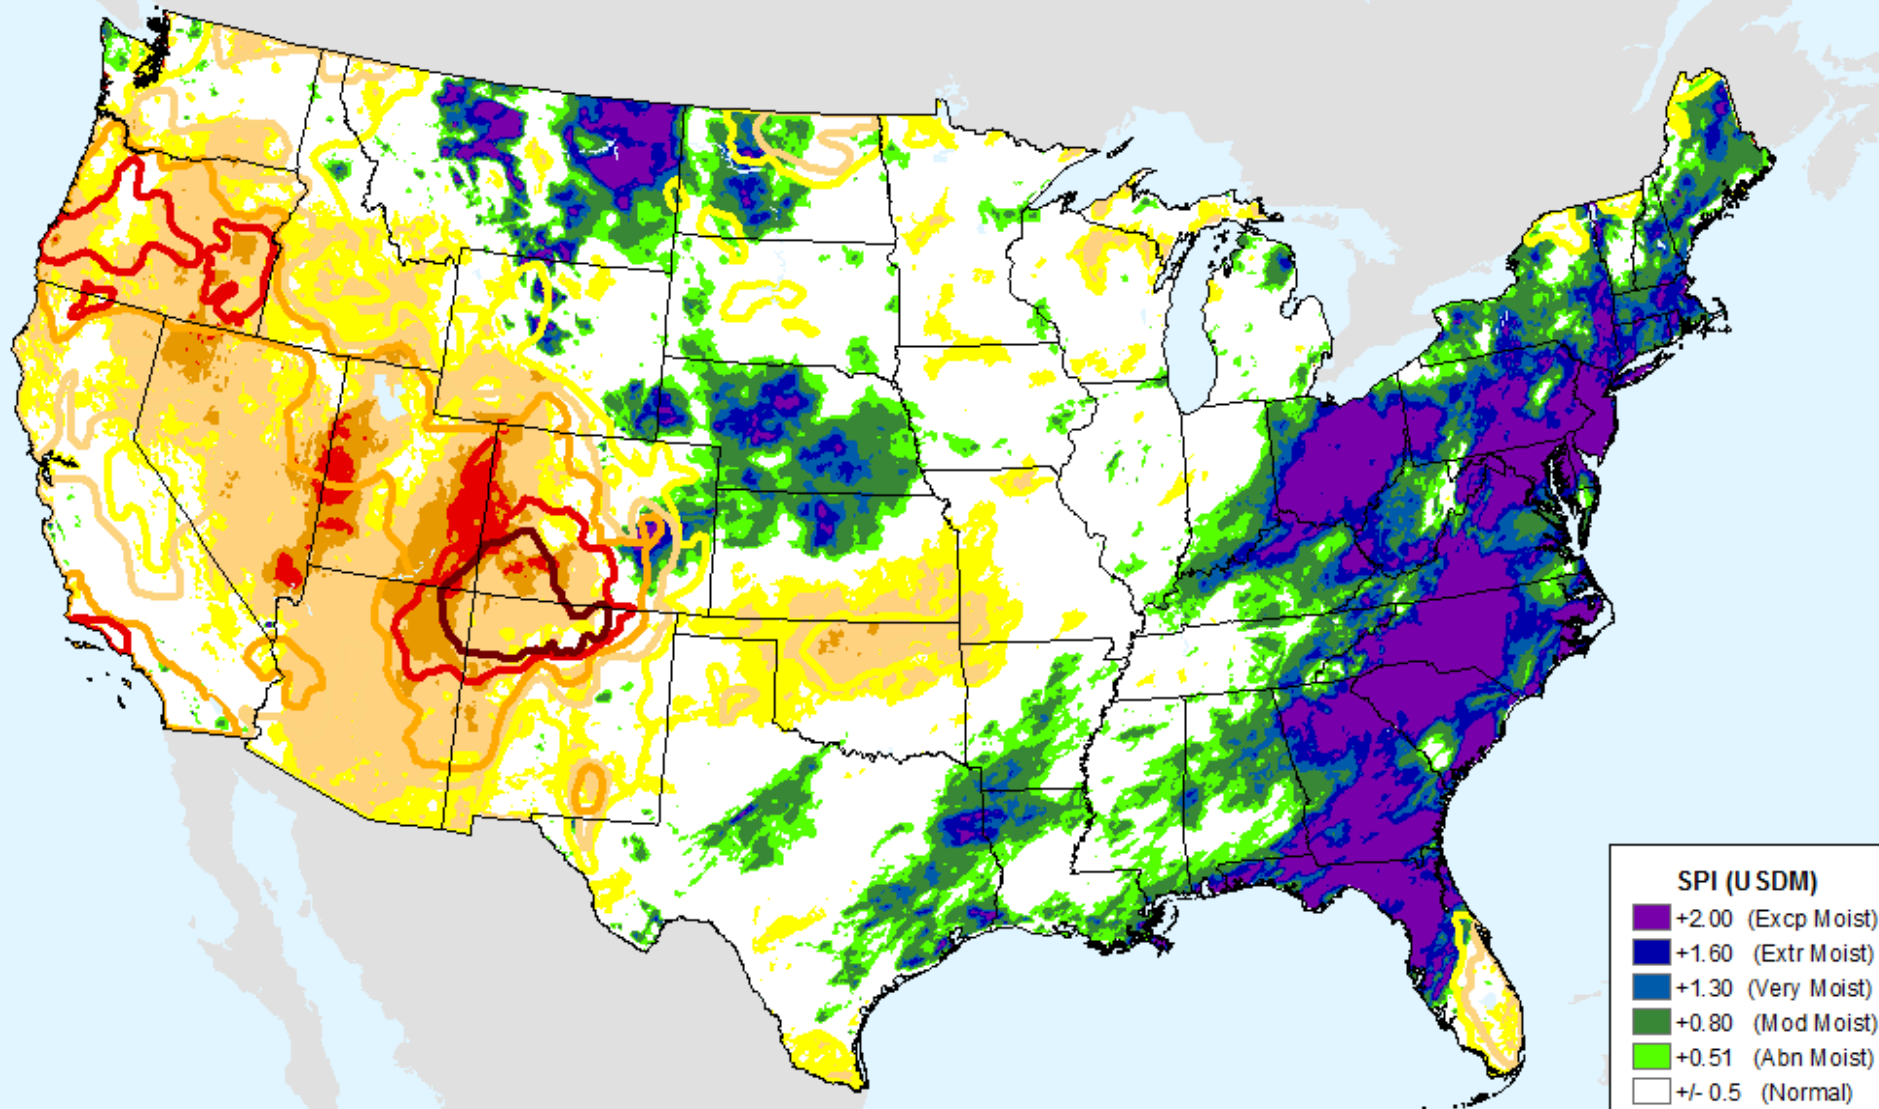 SPI (USDM)
+2.00 (Excp Moist)
+1.60 (Extr Moist)
+1.30 (Very Moist)
+0.80 (Mod Moist)
+0.51 (Abn Moist)
+/- 0.5 (Normal)